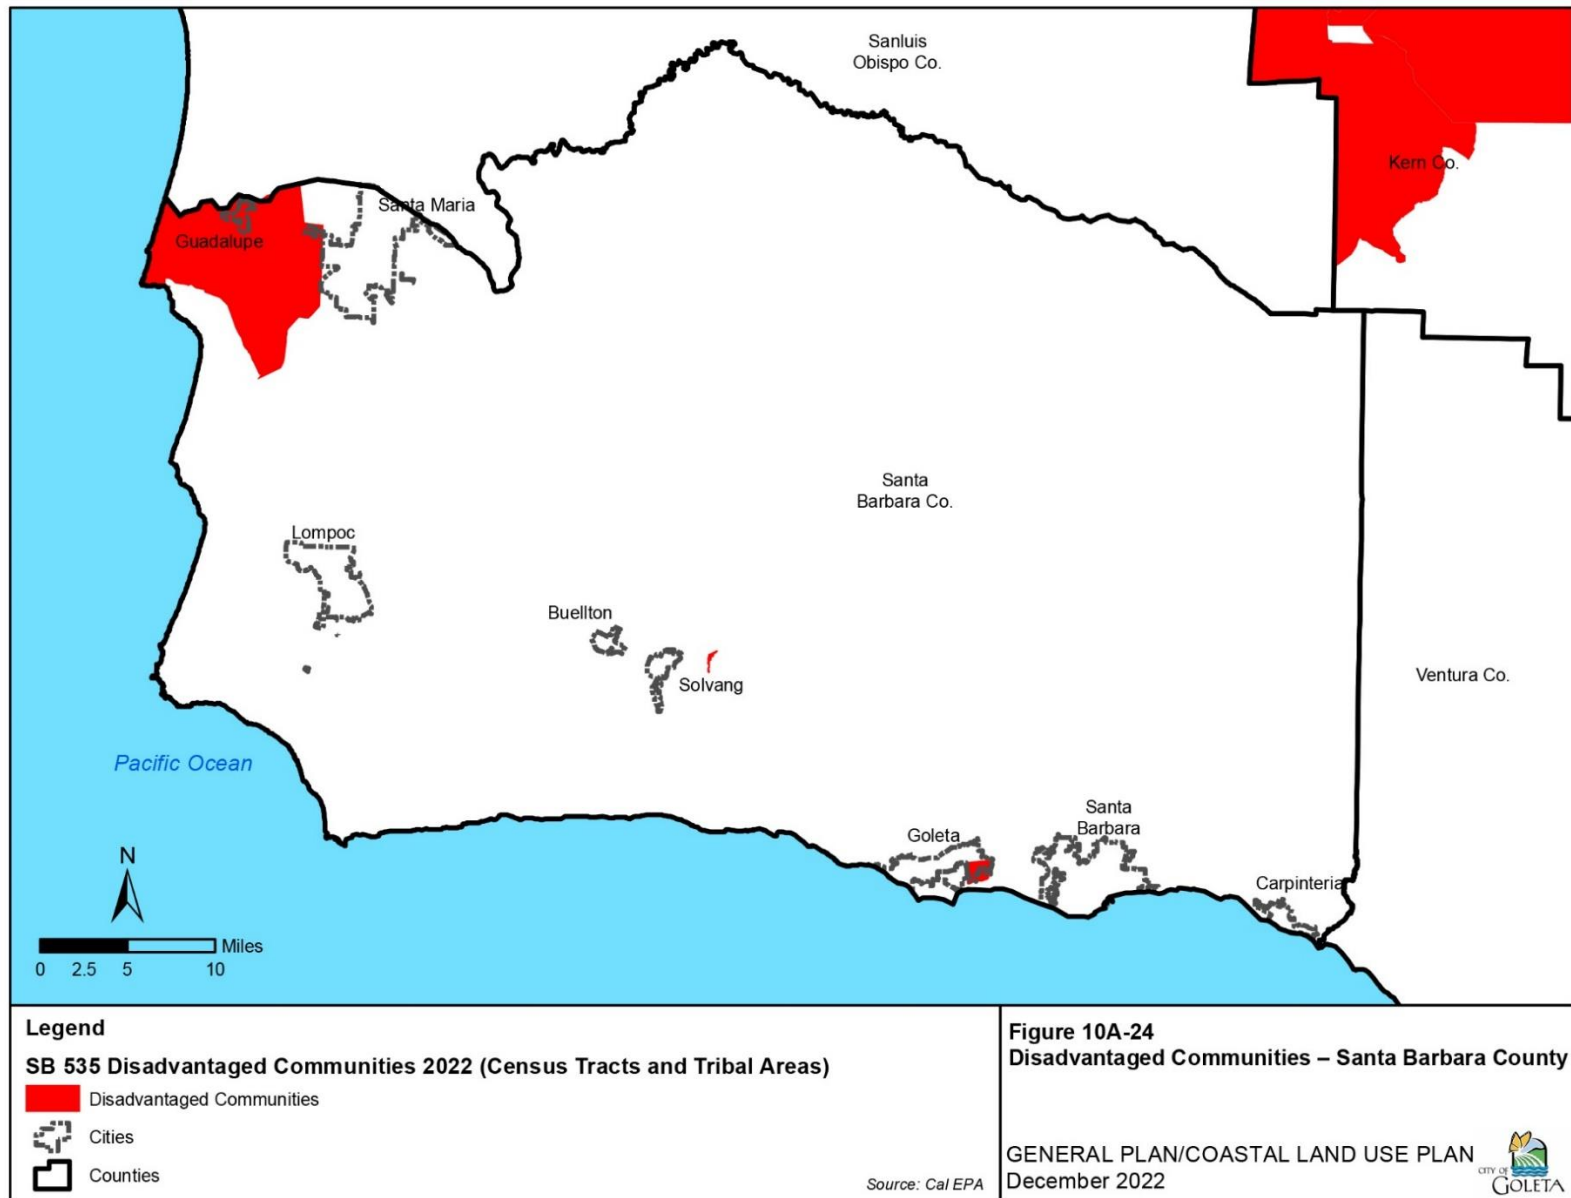 Sanluis
Obispo Co.
Kern Co.
Santa Maria
Guadalupe
Santa
Barbara Co.
Lompoc
Buellton
Solvang
Ventura Co.
Pacific Ocean
Santa
Barbara
Goleta
Carpinteria
N
Miles
0 2.5 5 10
Legend
SB 535 Disadvantaged Communities 2022 (Census Tracts and Tribal Areas)
Disadvantaged Communities
Cities
Counties
Source: Cal EPA
Figure 10A-24
Disadvantaged Communities – Santa Barbara County
GENERAL PLAN/COASTAL LAND USE PLAN
December 2022
CITY OF
GOLETA